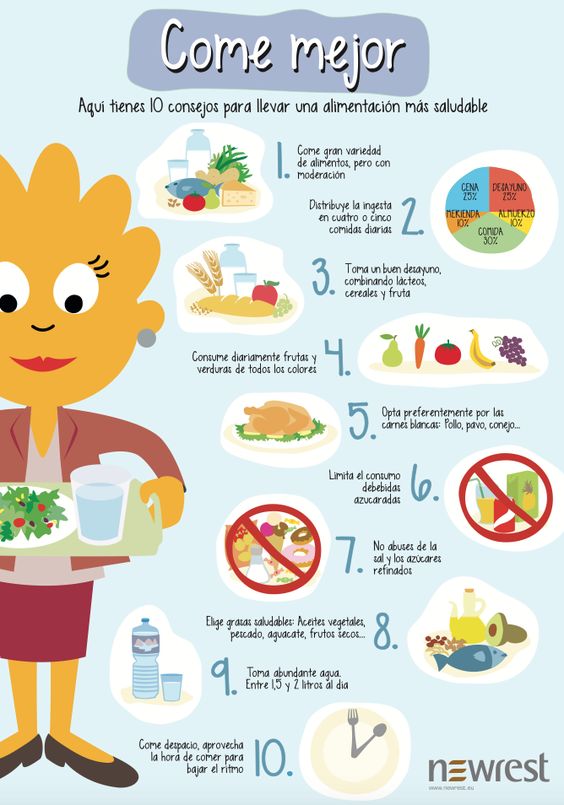 Come mejor
Aquí tienes 10 consejos para llevar una alimentación más saludable
1. Come gran variedad
de alimentos, pero con
moderación
Distribuye la ingesta
en cuatro o cinco
comidas diarias
2.
CENA
25%
DESAYUNO
25%
MERIENDA
10%
ALMUERZO
10%
COMIDA
30%
3. Toma un buen desayuno,
combinando lácteos,
cereales y fruta
Consume diariamente frutas y
verduras de todos los colores
4.
5. Opta preferentemente por las
carnes blancas: Pollo, pavo, conejo...
Limita el consumo
debebidas
azucaradas
6.
7. No abuses de la
sal y los azúcares
refinados
Elige grasas saludables: Aceites vegetales,
pescado, aguacate, frutos secos...
8.
9. Toma abundante agua.
Entre 1,5 y 2 litros al día
Come despacio, aprovecha
la hora de comer para
bajar el ritmo
10.
newrest
www.newrest.eu